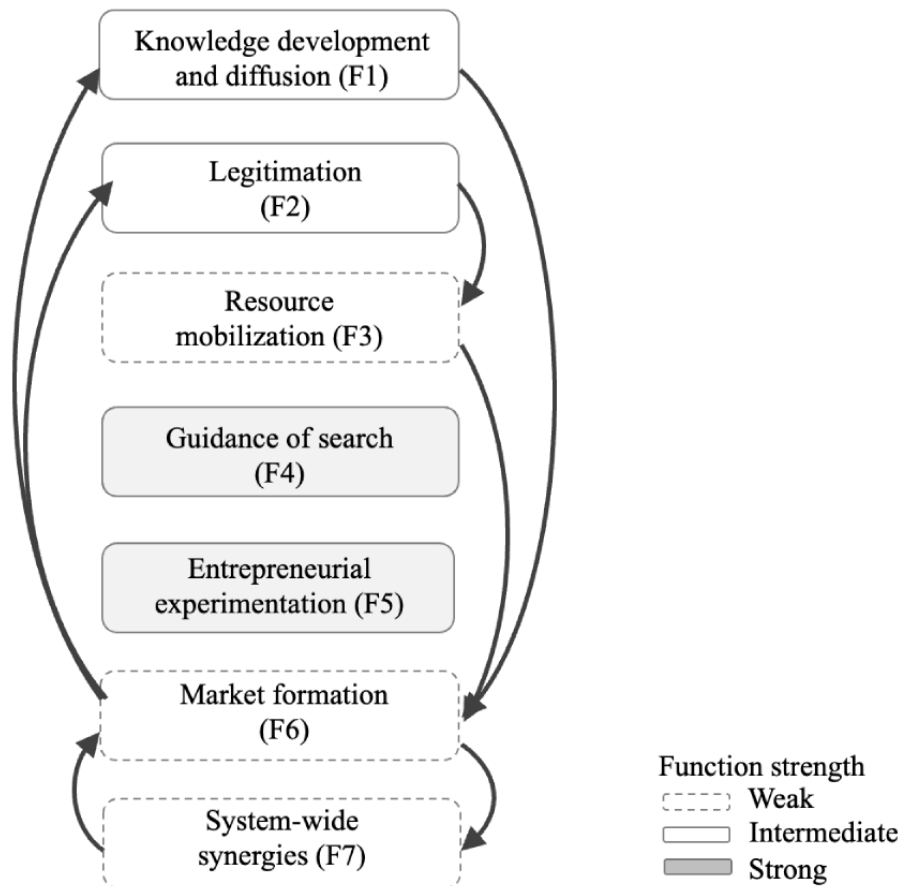 Knowledge development
and diffusion (F1)
Legitimation
(F2)
Resource
mobilization (F3)
Guidance of search
(F4)
Entrepreneurial
experimentation (F5)
Market formation
(F6)
System-wide
synergies (F7)
Function strength
Weak
Intermediate
Strong